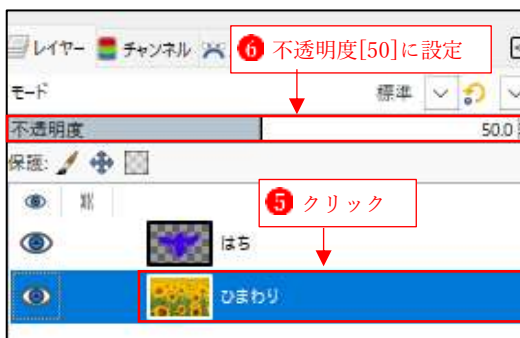 レイヤー チャンネル ❻ 不透明度[50]に設定
モード 標準
不透明度 50.0
保護:
❺ クリック
はち
ひまわり